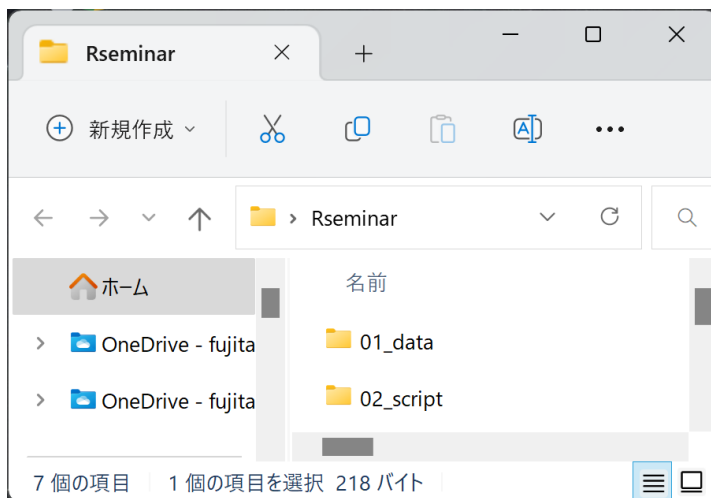 Rseminar
新規作成
Rseminar
ホーム
名前
OneDrive - fujita
01_data
OneDrive - fujita
02_script
7 個の項目 1 個の項目を選択 218 バイト